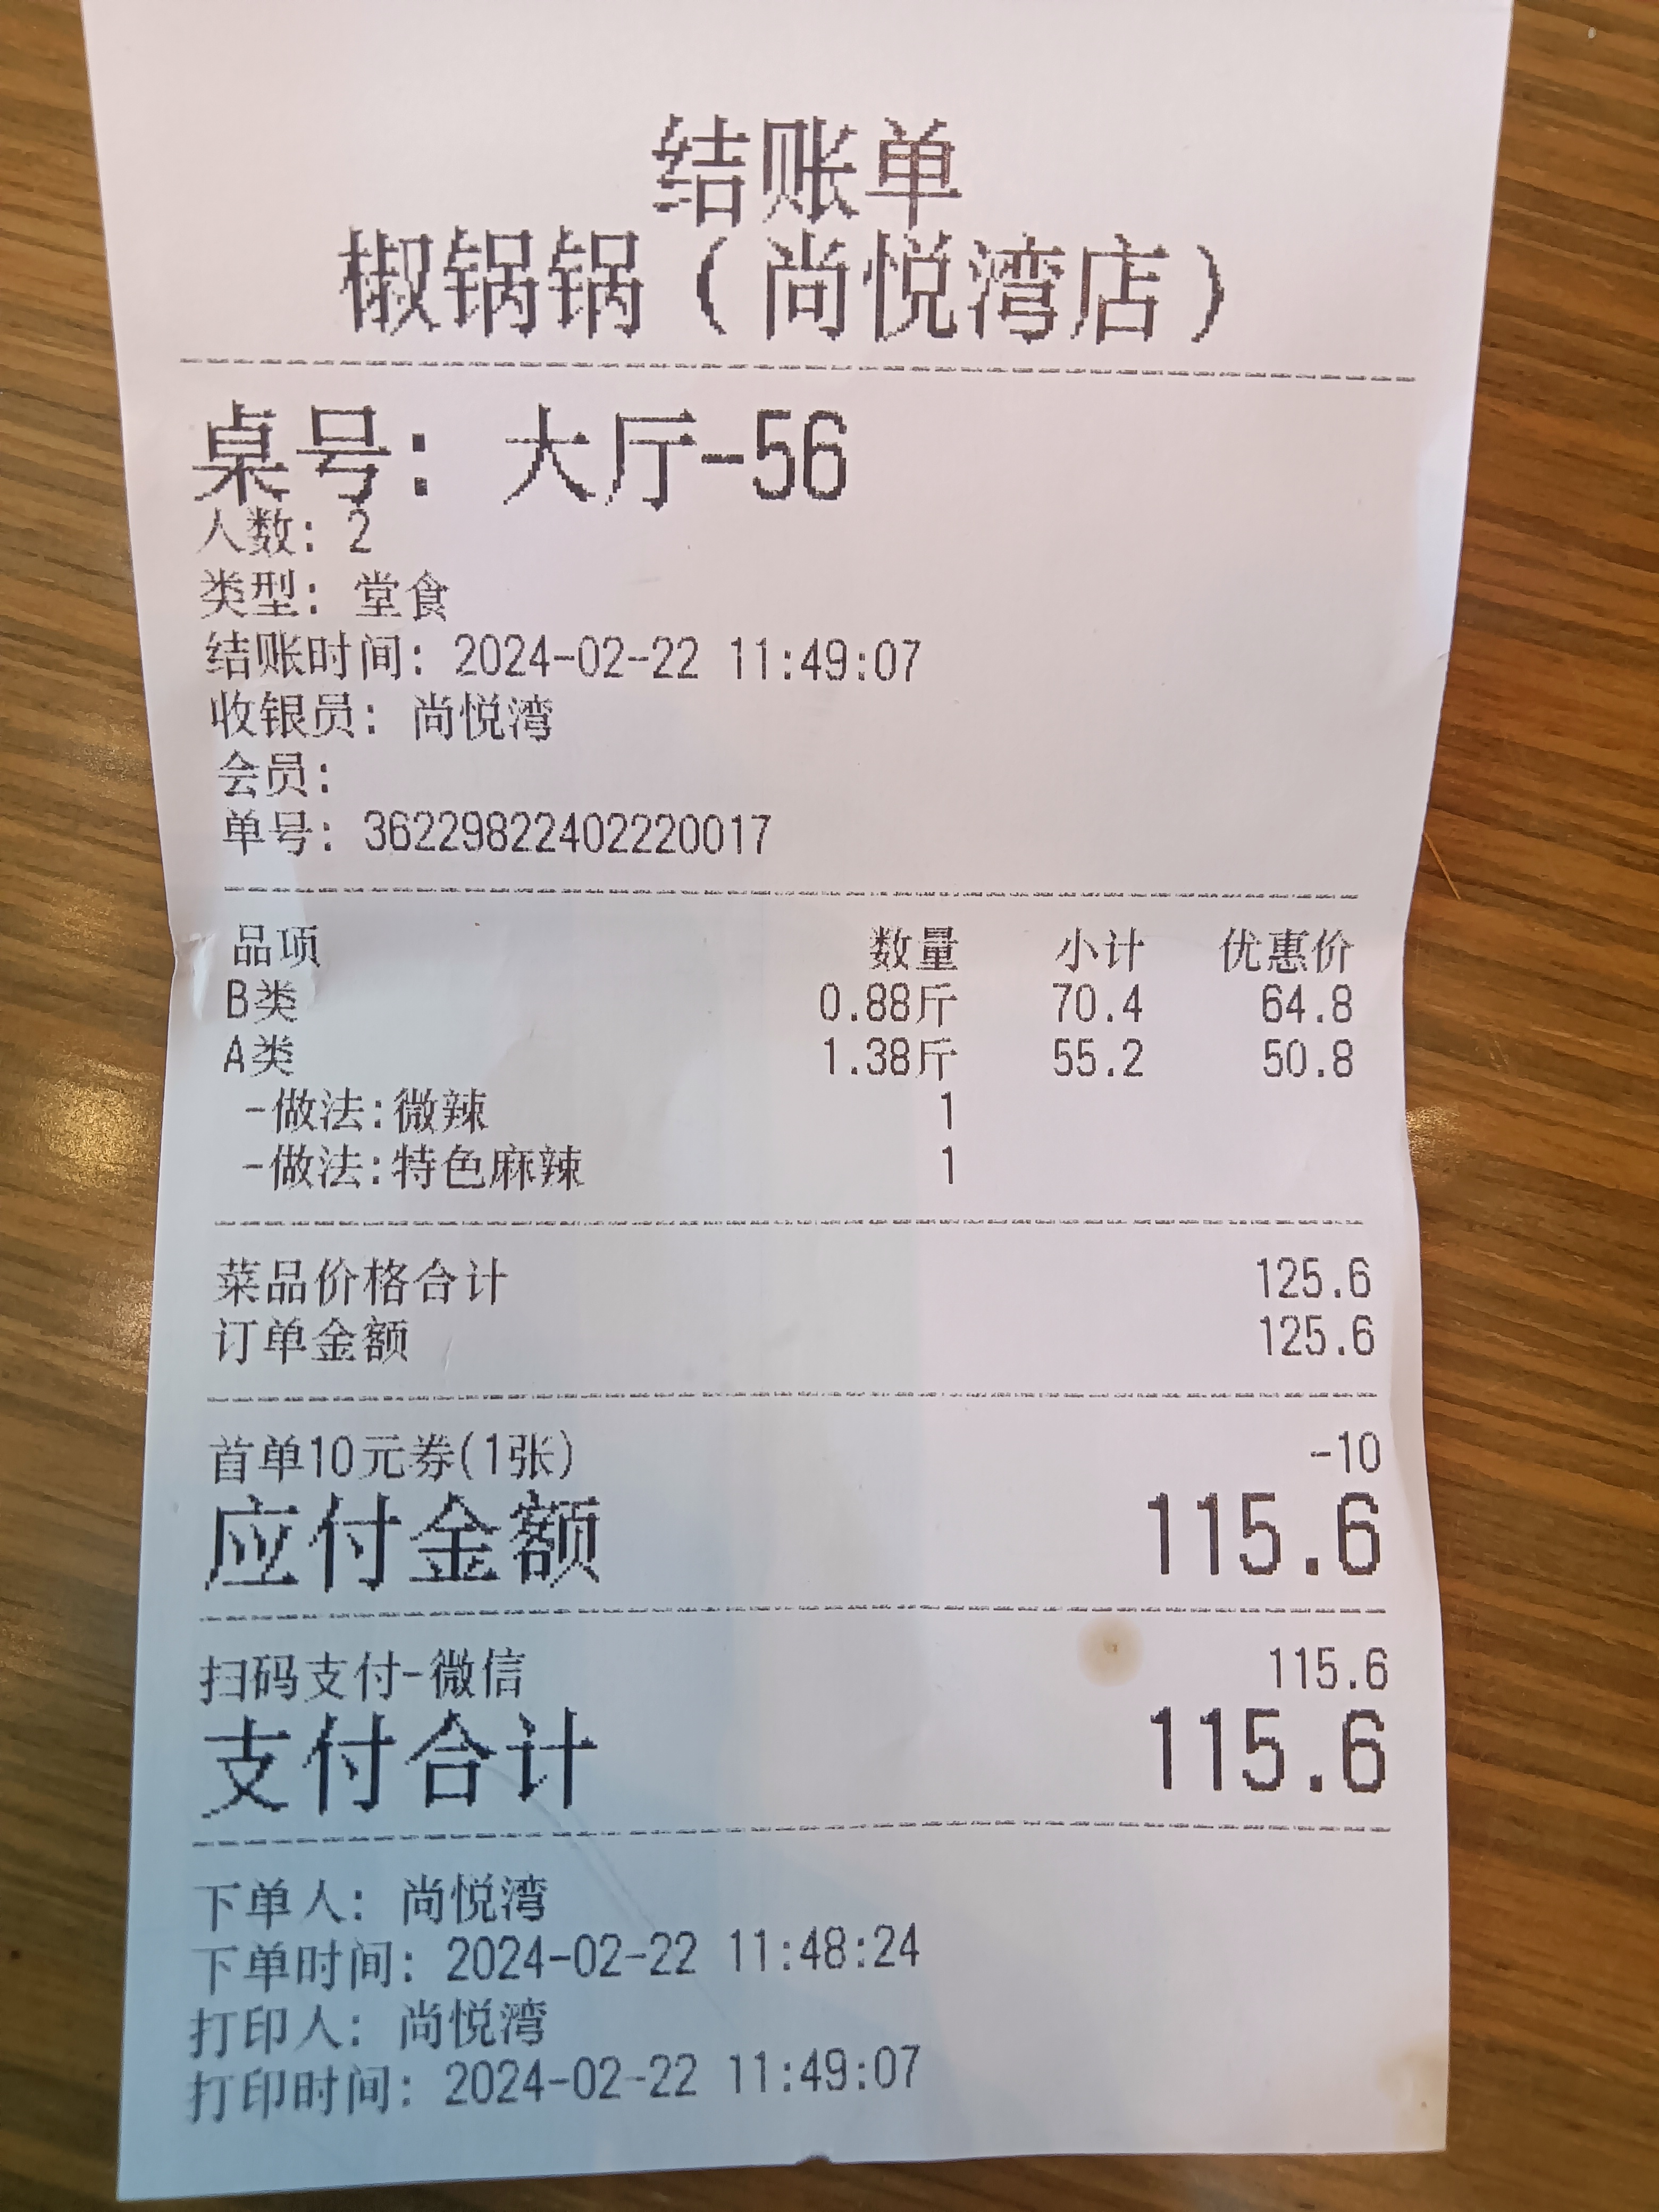 结账单
椒锅锅（尚悦湾店）
桌号：大厅-56
人数：2
类型：堂食
结账时间：2024-02-22 11:49:07
收银员：尚悦湾
会员：
单号：36229822402220017
品项 数量 小计 优惠价
B类 0.88斤 70.4 64.8
A类 1.38斤 55.2 50.8
-做法:微辣 1
-做法:特色麻辣 1
菜品价格合计 125.6
订单金额 125.6
首单10元券(1张) -10
应付金额 115.6
扫码支付-微信 115.6
支付合计 115.6
下单人：尚悦湾
下单时间：2024-02-22 11:48:24
打印人：尚悦湾
打印时间：2024-02-22 11:49:07